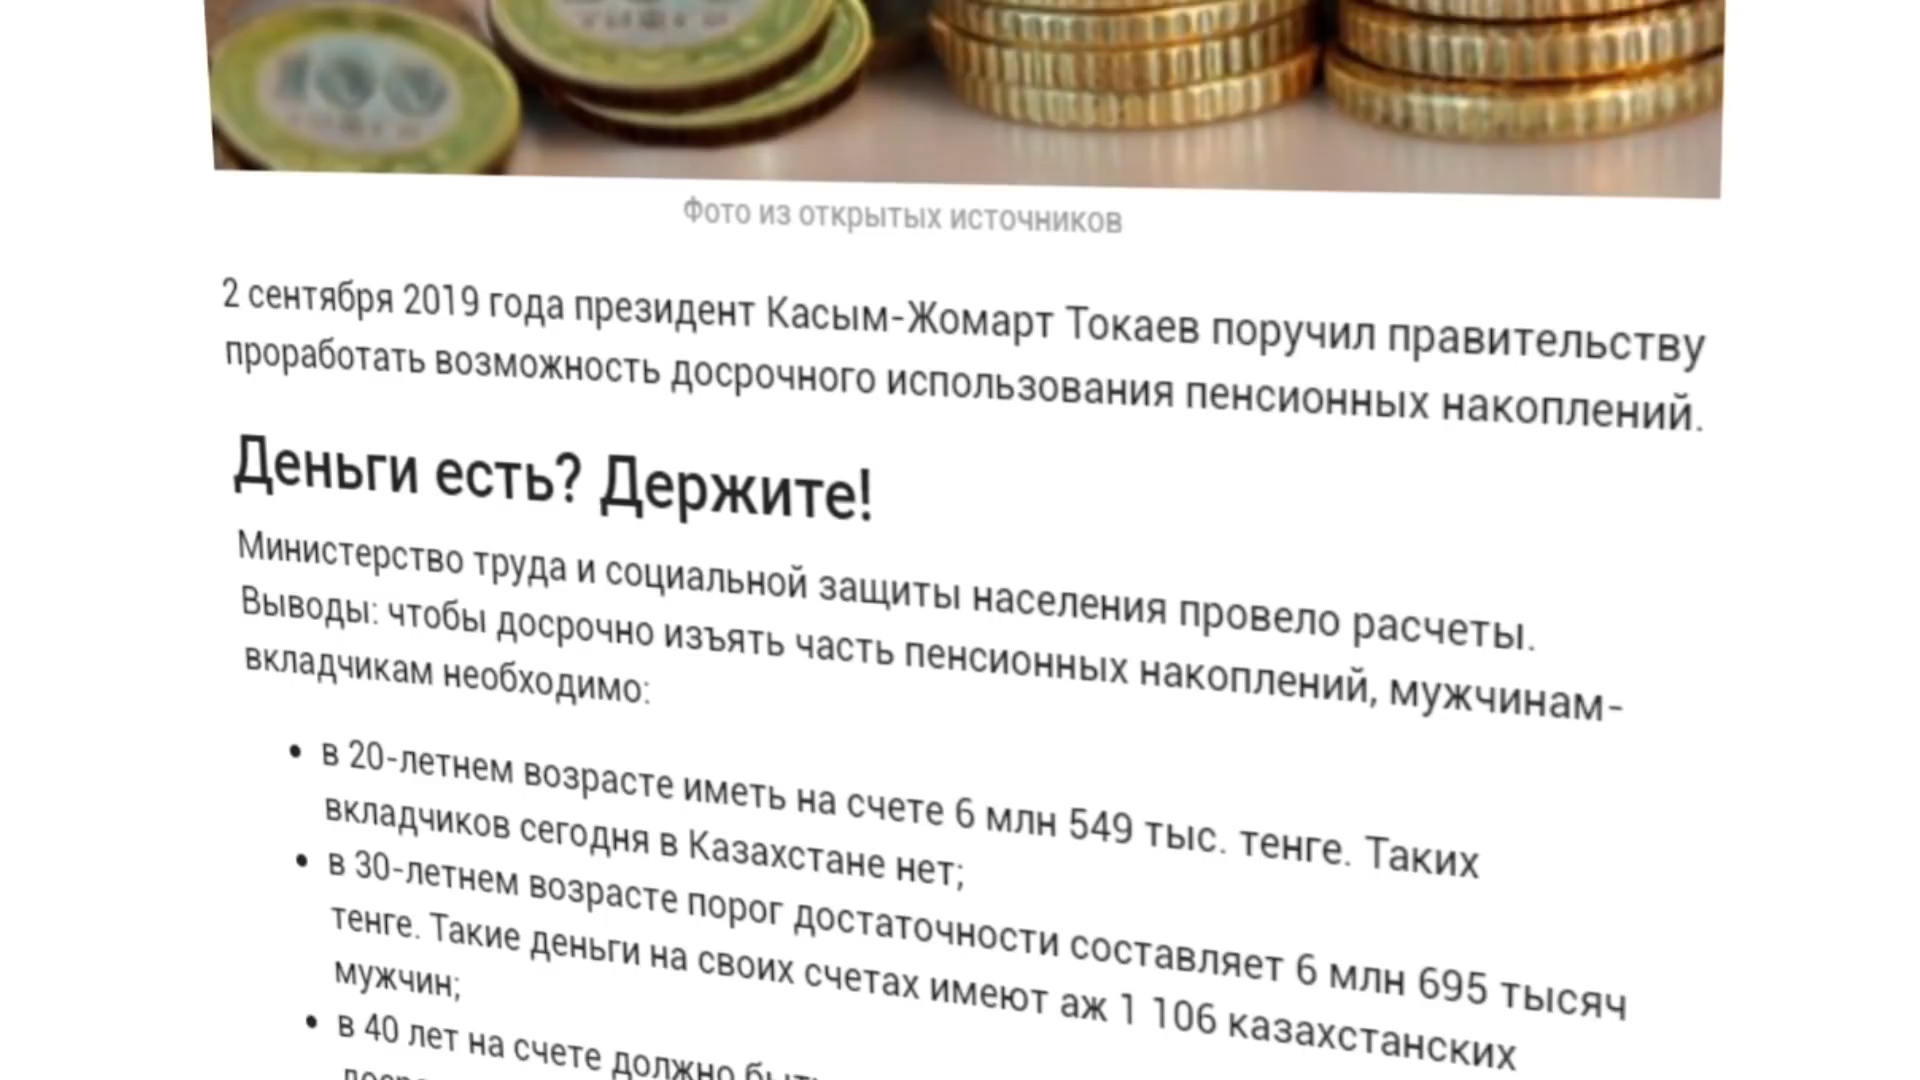 100
Фото из открытых источников
2 сентября 2019 года президент Касым-Жомарт Токаев поручил правительству
проработать возможность досрочного использования пенсионных накоплений.
Деньги есть? Держите!
Министерство труда и социальной защиты населения провело расчеты.
Выводы: чтобы досрочно изъять часть пенсионных накоплений, мужчинам-
вкладчикам необходимо:
• в 20-летнем возрасте иметь на счете 6 млн 549 тыс. тенге. Таких
вкладчиков сегодня в Казахстане нет;
• в 30-летнем возрасте порог достаточности составляет 6 млн 695 тысяч
тенге. Такие деньги на своих счетах имеют аж 1 106 казахстанских
мужчин;
• в 40 лет на счете должно